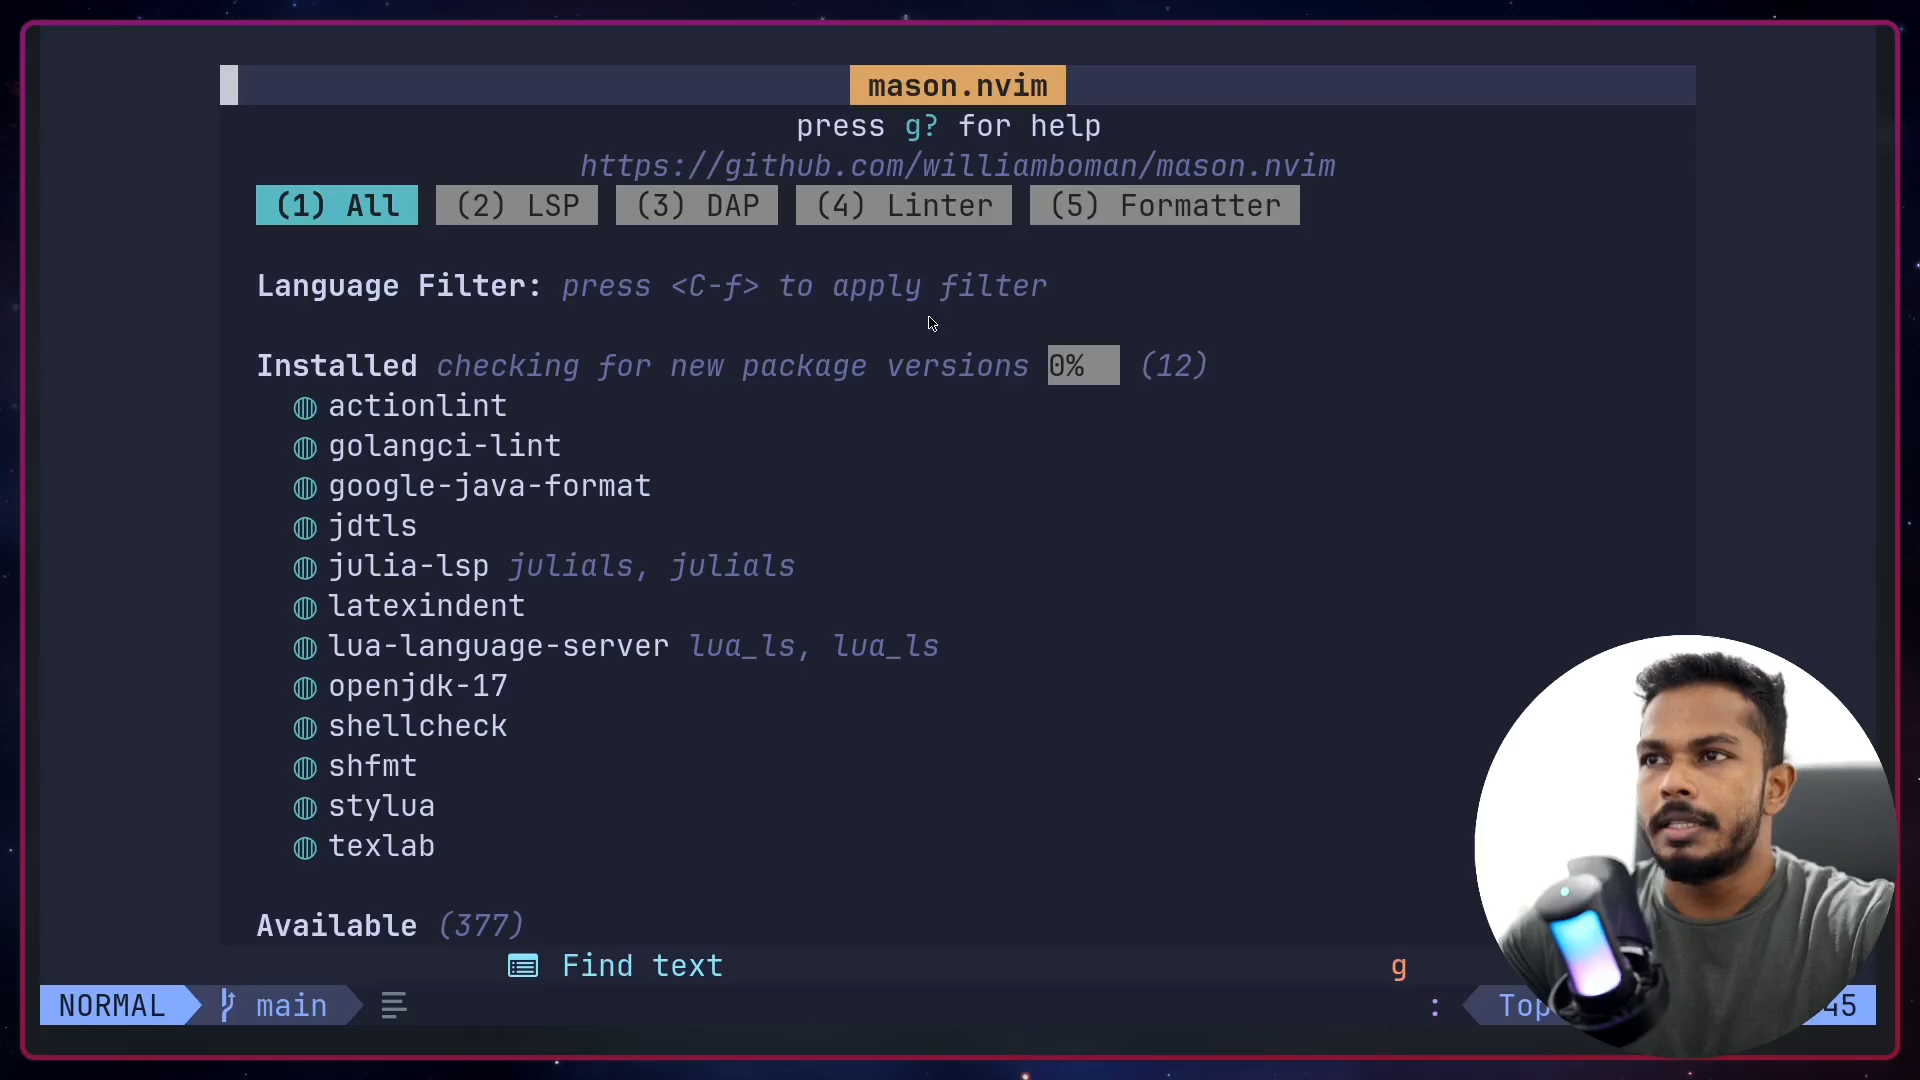 mason.nvim
press g? for help
https://github.com/williamboman/mason.nvim
(1) All (2) LSP (3) DAP (4) Linter (5) Formatter
Language Filter: press <C-f> to apply filter
Installed checking for new package versions 0% (12)
actionlint
golangci-lint
google-java-format
jdtls
julia-lsp julials, julials
latexindent
lua-language-server lua_ls, lua_ls
openjdk-17
shellcheck
shfmt
stylua
texlab
Available (377)
Find text g
NORMAL main : Top 45